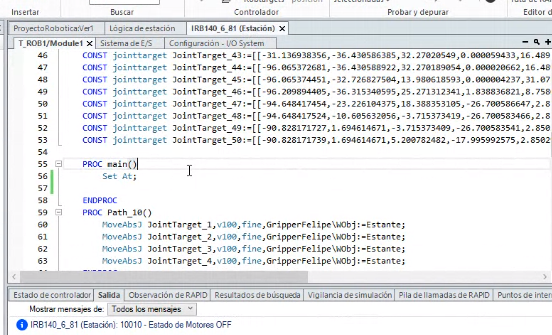 Insertar
Buscar
Controlador
Probar y depurar
Editor d
ProyectoRobotica:Ver1 Lógica de estación IRB140_6_81 (Estación) X
T_ROB1/Module1 X Sistema de E/S Configuración - I/O System
46 CONST jointtarget JointTarget_43:=[[-31.136938356,-36.430586385,32.27020549,0.000059433,16.489
47 CONST jointtarget JointTarget_44:=[[-96.065372681,-36.430588922,32.270189054,0.000020662,16.48
48 CONST jointtarget JointTarget_45:=[[-96.065374451,-32.726827504,13.980618593,0.000004237,31.07
49 CONST jointtarget JointTarget_46:=[[-96.209894405,-36.315340595,25.271312341,1.838836821,8.758
50 CONST jointtarget JointTarget_47:=[[-94.648417454,-23.226104375,18.388353105,-26.700586647,2.8
51 CONST jointtarget JointTarget_48:=[[-94.648417524,-10.605632056,-3.715373419,-26.700583466,2.8
52 CONST jointtarget JointTarget_49:=[[-90.828171727,1.694614671,-3.715373409,-26.700583541,2.850
53 CONST jointtarget JointTarget_50:=[[-90.828171739,1.694614671,5.200782482,-17.995992575,2.8502
54
55 PROC main()
56 Set At;
57
58 ENDPROC
59 PROC Path_10()
60 MoveAbsJ JointTarget_1,v100,fine,GripperFelipe\WObj:=Estante;
61 MoveAbsJ JointTarget_2,v100,fine,GripperFelipe\WObj:=Estante;
62 MoveAbsJ JointTarget_3,v100,fine,GripperFelipe\WObj:=Estante;
63 MoveAbsJ JointTarget_4,v100,fine,GripperFelipe\WObj:=Estante;
Estado de controlador Salida Observación de RAPID Resultados de búsqueda Vigilancia de simulación Pila de llamadas de RAPID Puntos de inter
Mostrar mensajes de: Todos los mensajes
IRB140_6_81 (Estación): 10010 - Estado de Motores OFF